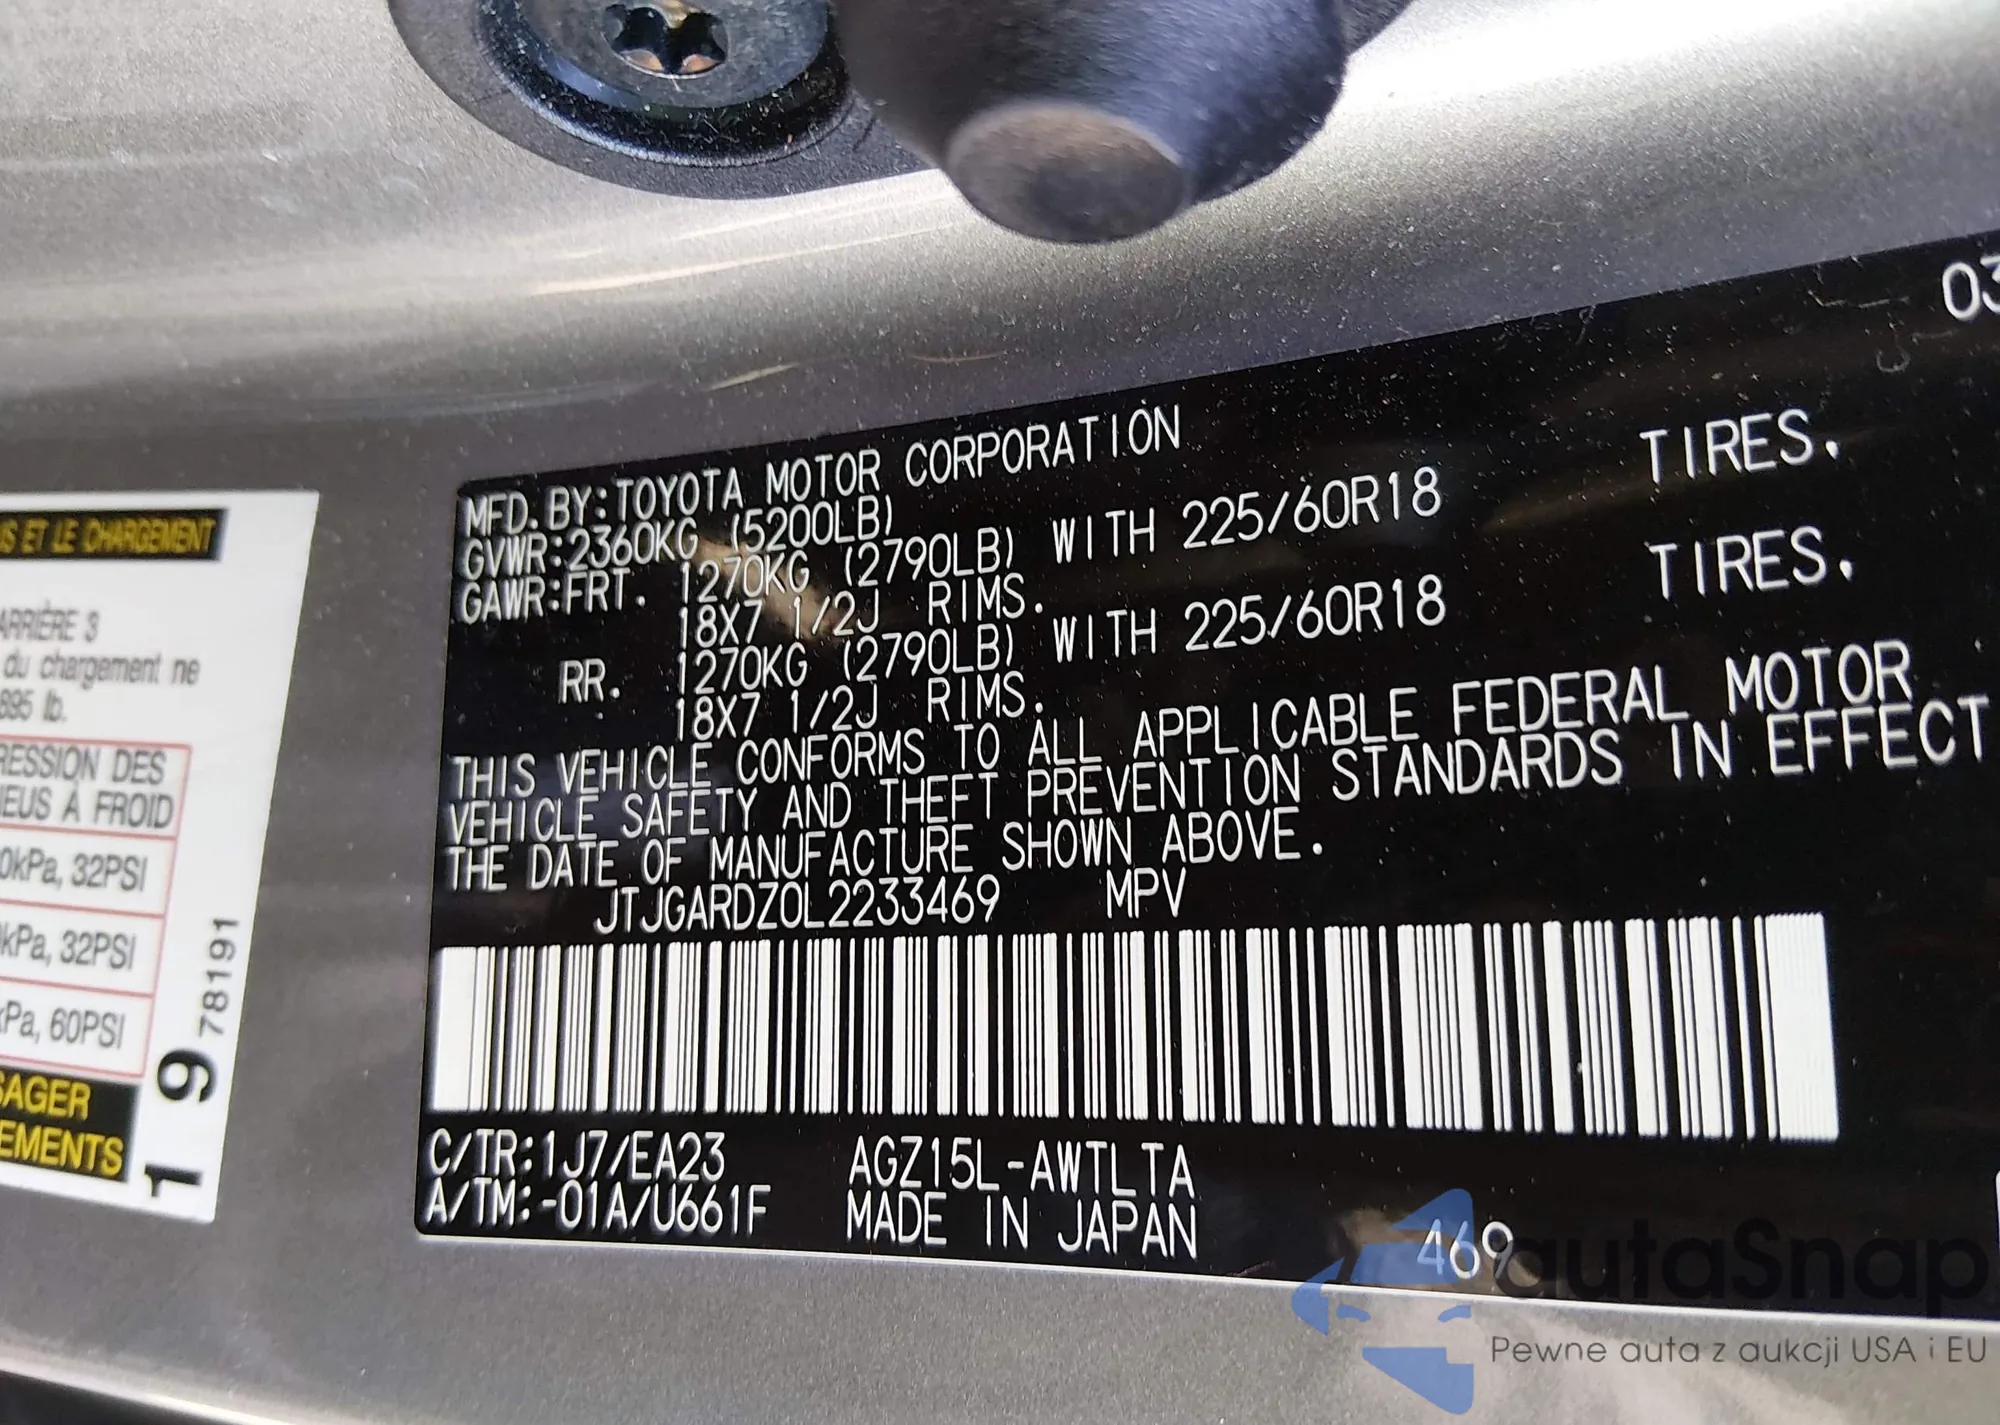 US ET LE CHARGEMENT
ARRIÈRE 3
du chargement ne
895 lb.
RESSION DES
NEUS À FROID
0kPa, 32PSI
kPa, 32PSI
kPa, 60PSI
SAGER
EMENTS
1 9 78191
03
MFD. BY:TOYOTA MOTOR CORPORATION
GVWR:2360KG (5200LB)
GAWR:FRT. 1270KG (2790LB) WITH 225/60R18 TIRES.
18X7 1/2J RIMS.
RR. 1270KG (2790LB) WITH 225/60R18 TIRES.
18X7 1/2J RIMS.
THIS VEHICLE CONFORMS TO ALL APPLICABLE FEDERAL MOTOR
VEHICLE SAFETY AND THEFT PREVENTION STANDARDS IN EFFECT
THE DATE OF MANUFACTURE SHOWN ABOVE.
JTJGARDZ0L2233469 MPV
C/TR:1J7/EA23 AGZ15L-AWTLTA
A/TM:-01A/U661F MADE IN JAPAN
469
autaSnap
Pewne auta z aukcji USA i EU